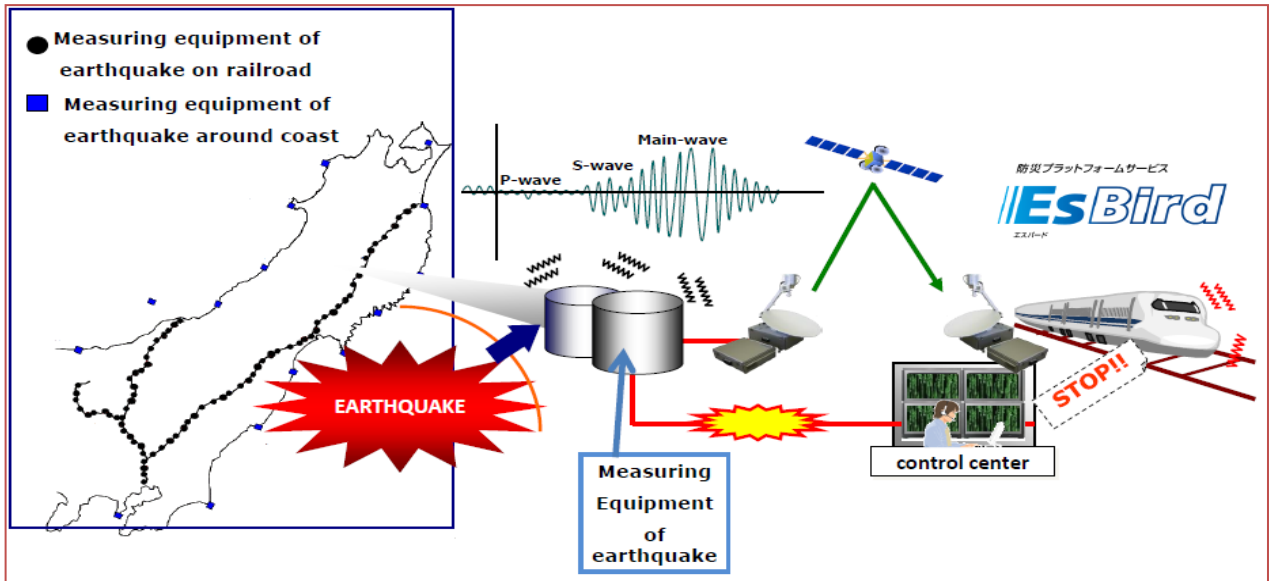 Measuring equipment of
earthquake on railroad
Measuring equipment of
earthquake around coast
P-wave
S-wave
Main-wave
防災プラットフォームサービス
EsBird
エスバード
EARTHQUAKE
STOP!!
control center
Measuring
Equipment
of
earthquake